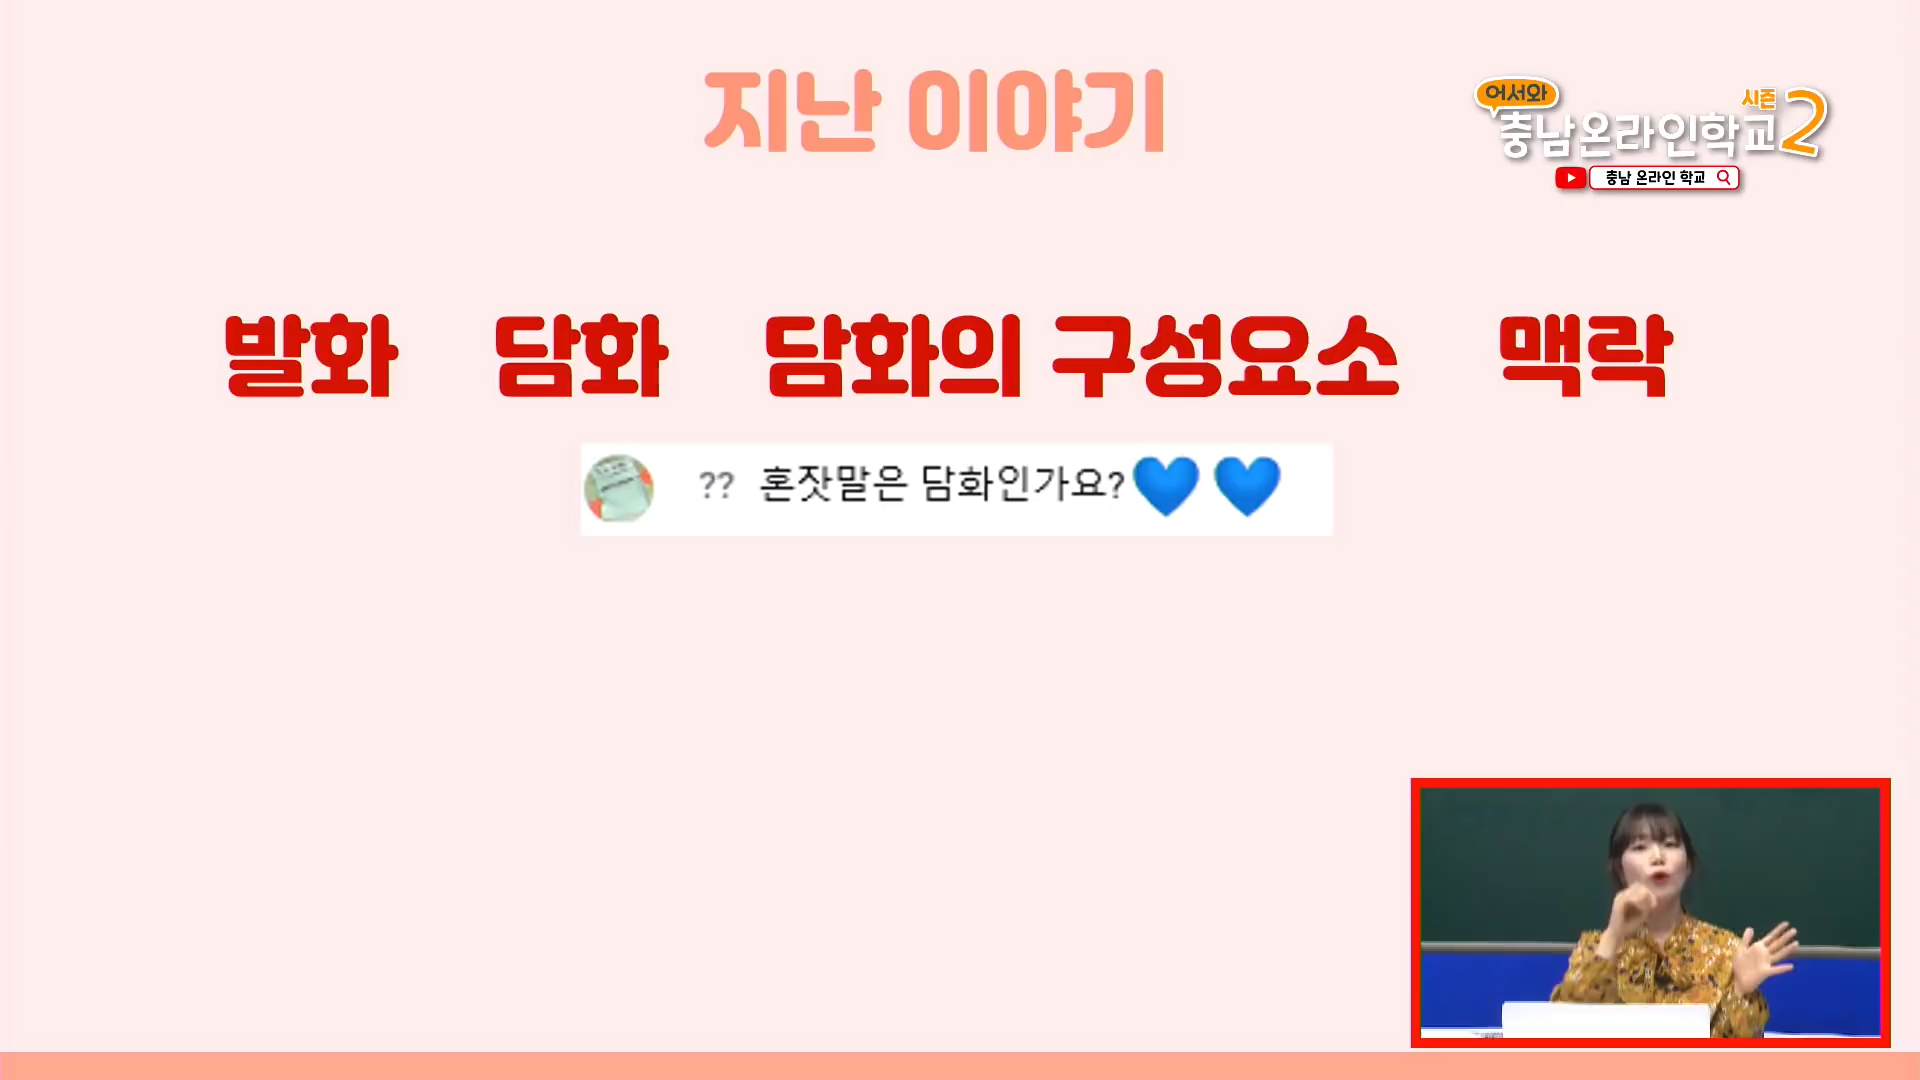 지난 이야기
어서와
시즌
충남온라인학교2
충남 온라인 학교
발화 담화 담화의 구성요소 맥락
?? 혼잣말은 담화인가요?💙 💙